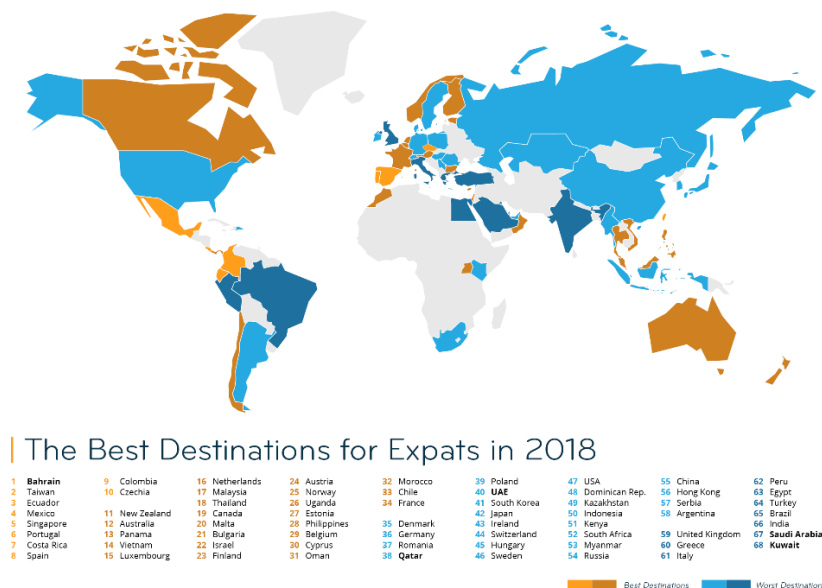 The Best Destinations for Expats in 2018
1 Bahrain
2 Taiwan
3 Ecuador
4 Mexico
5 Singapore
6 Portugal
7 Costa Rica
8 Spain
9 Colombia
10 Czechia
11 New Zealand
12 Australia
13 Panama
14 Vietnam
15 Luxembourg
16 Netherlands
17 Malaysia
18 Thailand
19 Canada
20 Malta
21 Bulgaria
22 Israel
23 Finland
24 Austria
25 Norway
26 Uganda
27 Estonia
28 Philippines
29 Belgium
30 Cyprus
31 Oman
32 Morocco
33 Chile
34 France
35 Denmark
36 Germany
37 Romania
38 Qatar
39 Poland
40 UAE
41 South Korea
42 Japan
43 Ireland
44 Switzerland
45 Hungary
46 Sweden
47 USA
48 Dominican Rep.
49 Kazakhstan
50 Indonesia
51 Kenya
52 South Africa
53 Myanmar
54 Russia
55 China
56 Hong Kong
57 Serbia
58 Argentina
59 United Kingdom
60 Greece
61 Italy
62 Peru
63 Egypt
64 Turkey
65 Brazil
66 India
67 Saudi Arabia
68 Kuwait
Best Destinations
Worst Destinations